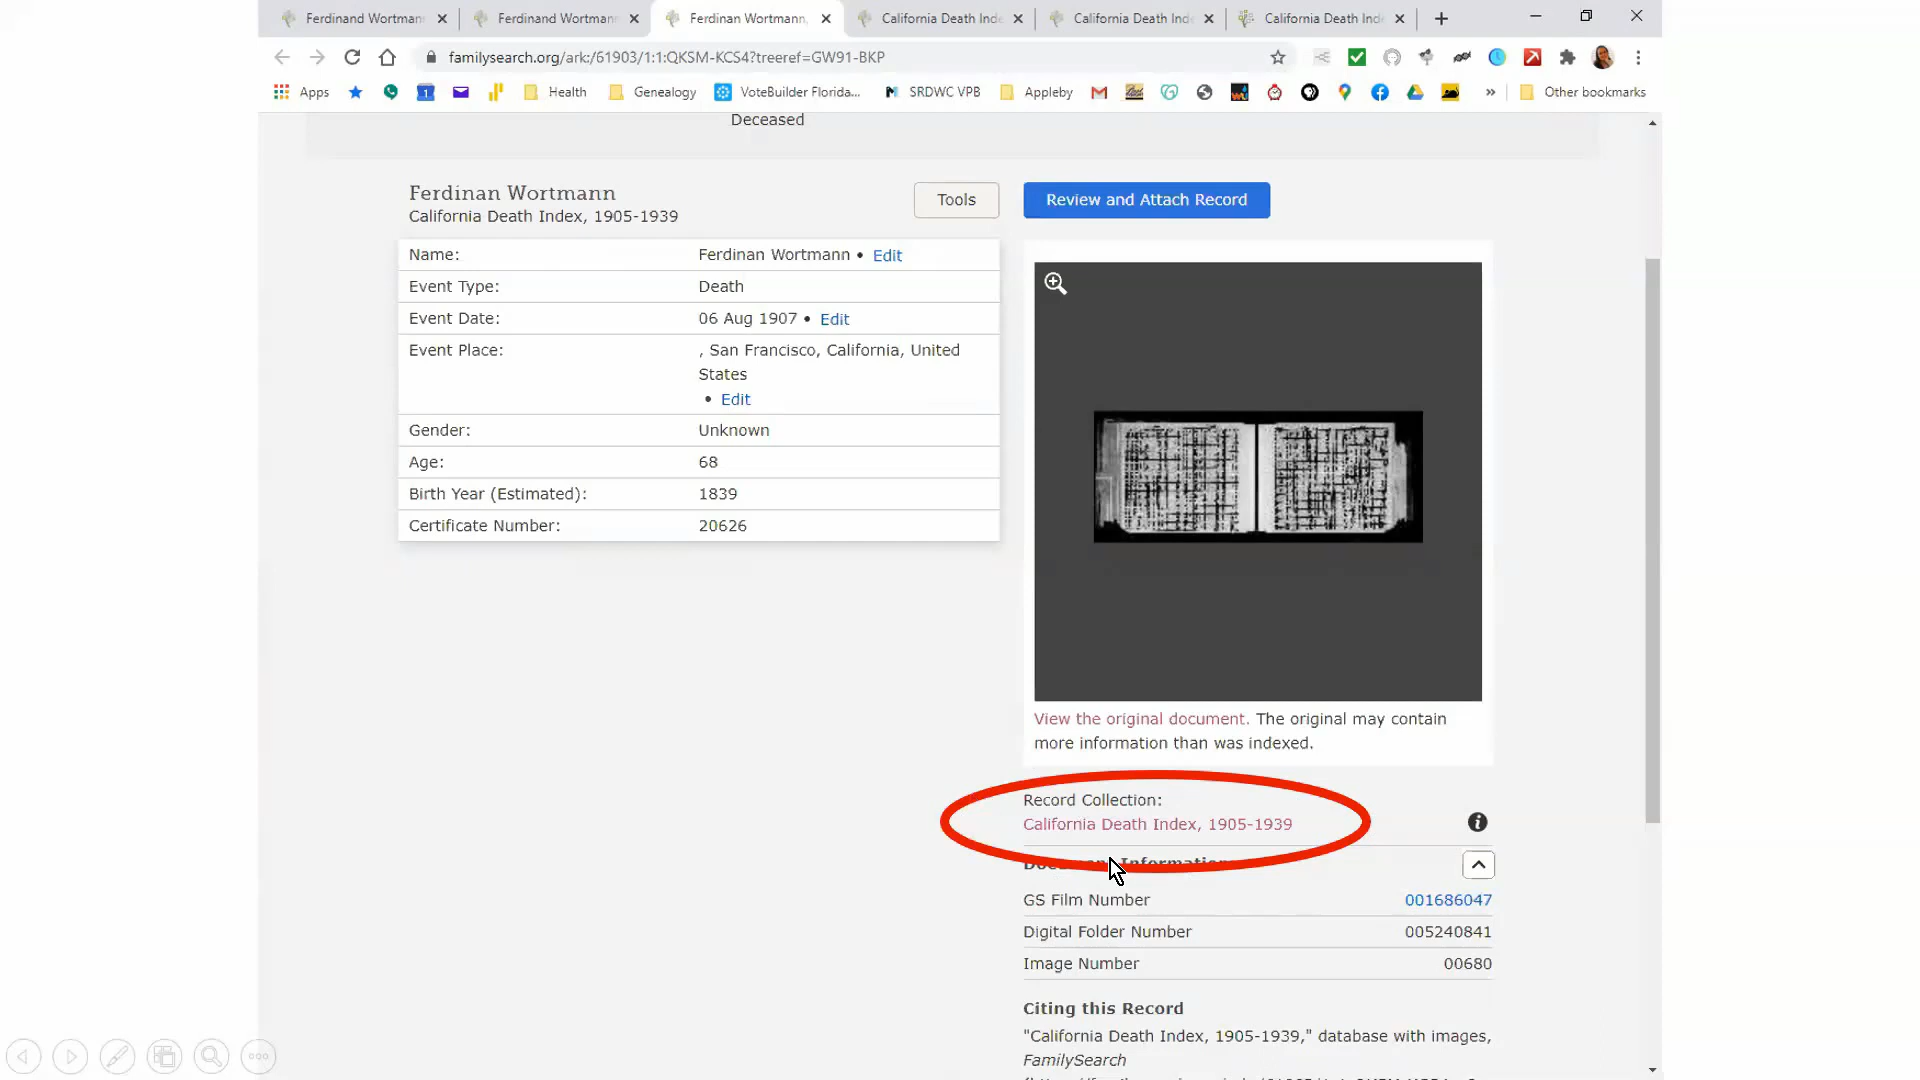 Ferdinand Wortman
Ferdinand Wortman
Ferdinan Wortmann,
California Death Inde
California Death Inde
California Death Inde
familysearch.org/ark:/61903/1:1:QKSM-KCS4?treeref=GW91-BKP
Apps
Health
Genealogy
VoteBuilder Florida...
SRDWC VPB
Appleby
»
Other bookmarks
Deceased
Ferdinan Wortmann
California Death Index, 1905-1939
Tools
Review and Attach Record
Name: Ferdinan Wortmann • Edit
Event Type: Death
Event Date: 06 Aug 1907 • Edit
Event Place: , San Francisco, California, United
States
• Edit
Gender: Unknown
Age: 68
Birth Year (Estimated): 1839
Certificate Number: 20626
View the original document. The original may contain
more information than was indexed.
Record Collection:
California Death Index, 1905-1939
Document Information
GS Film Number 001686047
Digital Folder Number 005240841
Image Number 00680
Citing this Record
"California Death Index, 1905-1939," database with images,
FamilySearch